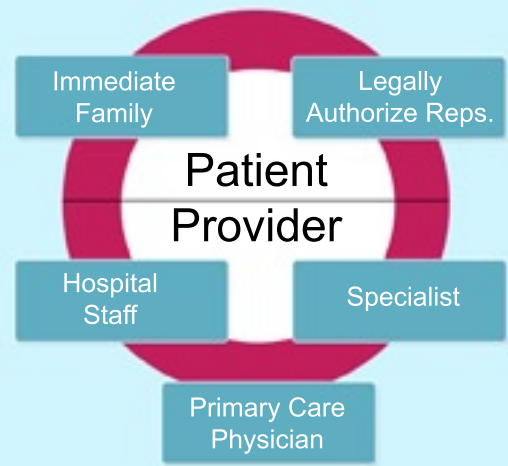 Immediate
Family
Legally
Authorize Reps.
Patient
Provider
Hospital
Staff
Specialist
Primary Care
Physician